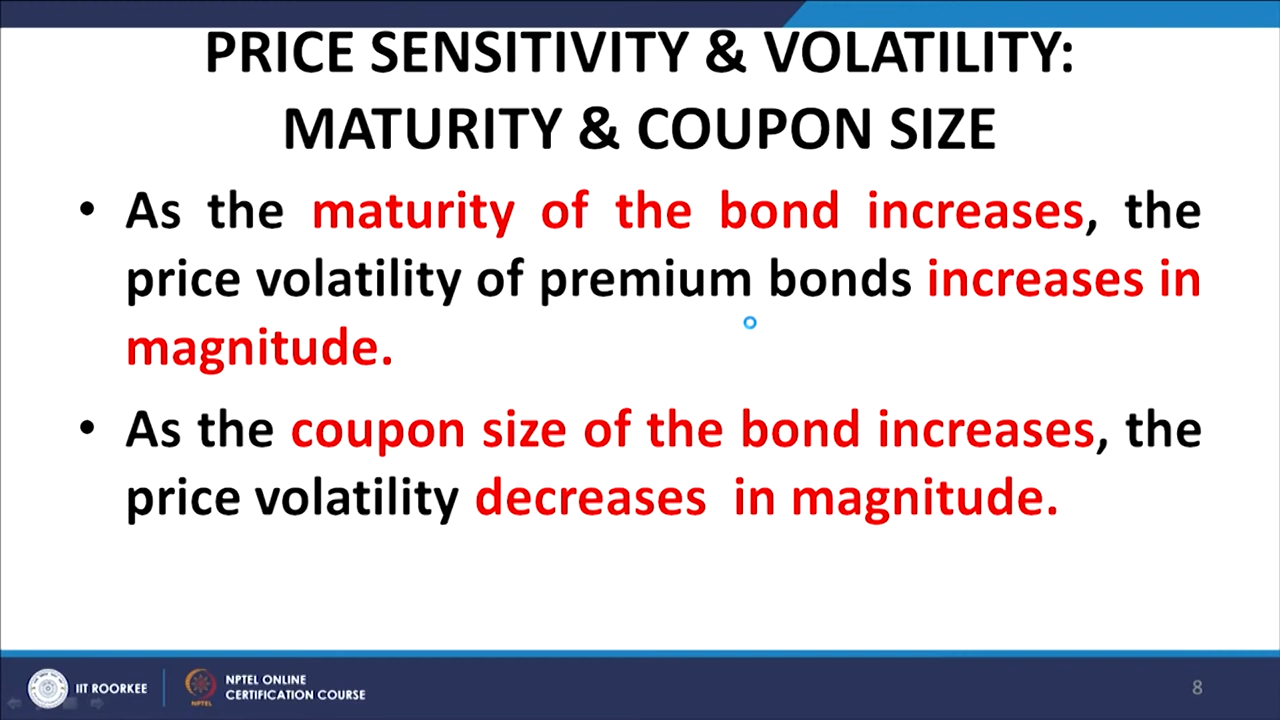 PRICE SENSITIVITY & VOLATILITY:
MATURITY & COUPON SIZE
• As the maturity of the bond increases, the
price volatility of premium bonds increases in
magnitude.
• As the coupon size of the bond increases, the
price volatility decreases in magnitude.
IIT ROORKEE
NPTEL
NPTEL ONLINE
CERTIFICATION COURSE
8